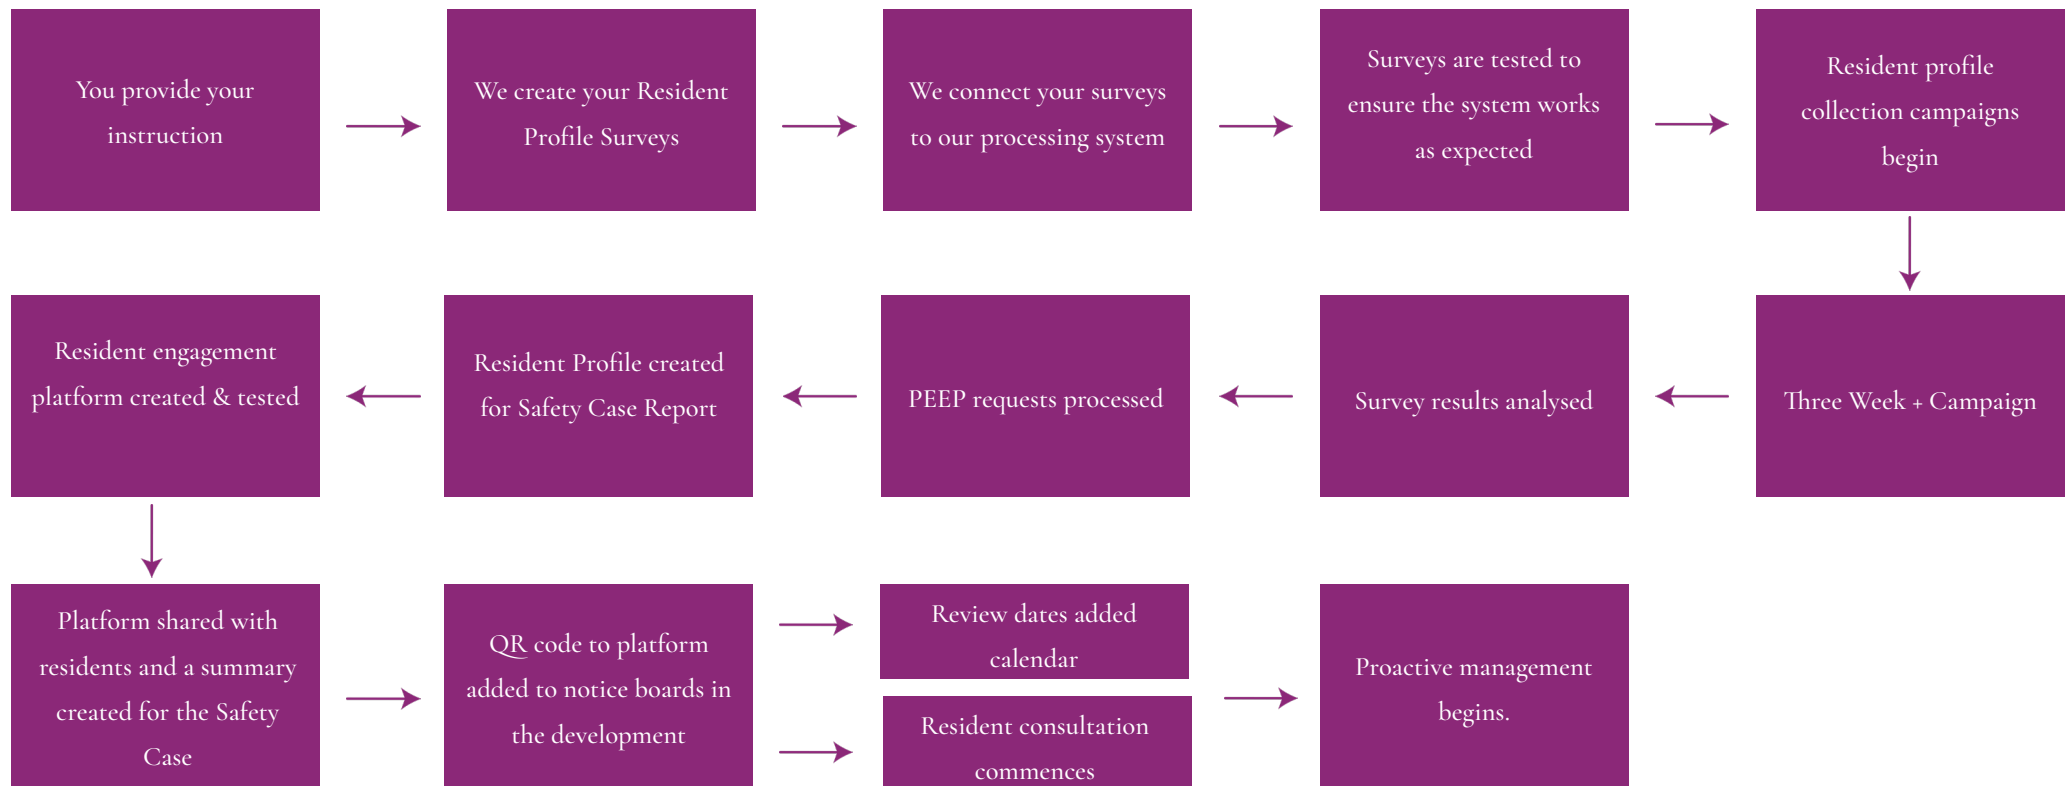 You provide your
instruction
We create your Resident
Profile Surveys
We connect your surveys
to our processing system
Surveys are tested to
ensure the system works
as expected
Resident profile
collection campaigns
begin
Three Week + Campaign
Survey results analysed
PEEP requests processed
Resident Profile created
for Safety Case Report
Resident engagement
platform created & tested
Platform shared with
residents and a summary
created for the Safety
Case
QR code to platform
added to notice boards in
the development
Review dates added
calendar
Resident consultation
commences
Proactive management
begins.